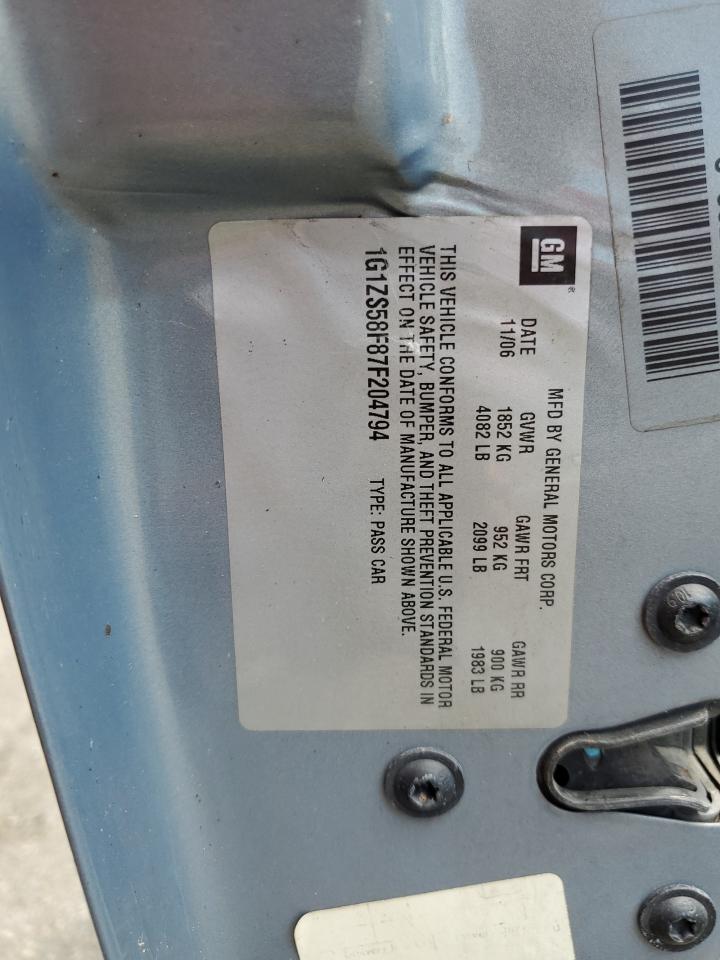 GM
MFD BY GENERAL MOTORS CORP.
DATE GVWR GAWR FRT GAWR RR
11/06 1852 KG 952 KG 900 KG
4082 LB 2099 LB 1983 LB
THIS VEHICLE CONFORMS TO ALL APPLICABLE U.S. FEDERAL MOTOR
VEHICLE SAFETY, BUMPER, AND THEFT PREVENTION STANDARDS IN
EFFECT ON THE DATE OF MANUFACTURE SHOWN ABOVE.
1G1ZS58F87F204794 TYPE: PASS CAR